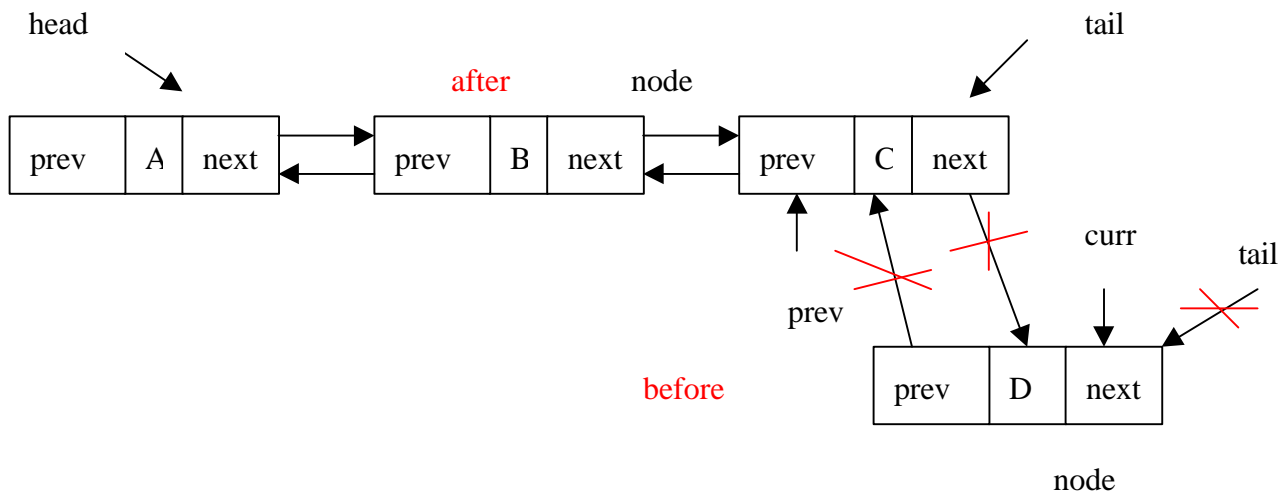 head tail
after node
prev A next prev B next prev C next
curr
tail
prev
before prev D next
node